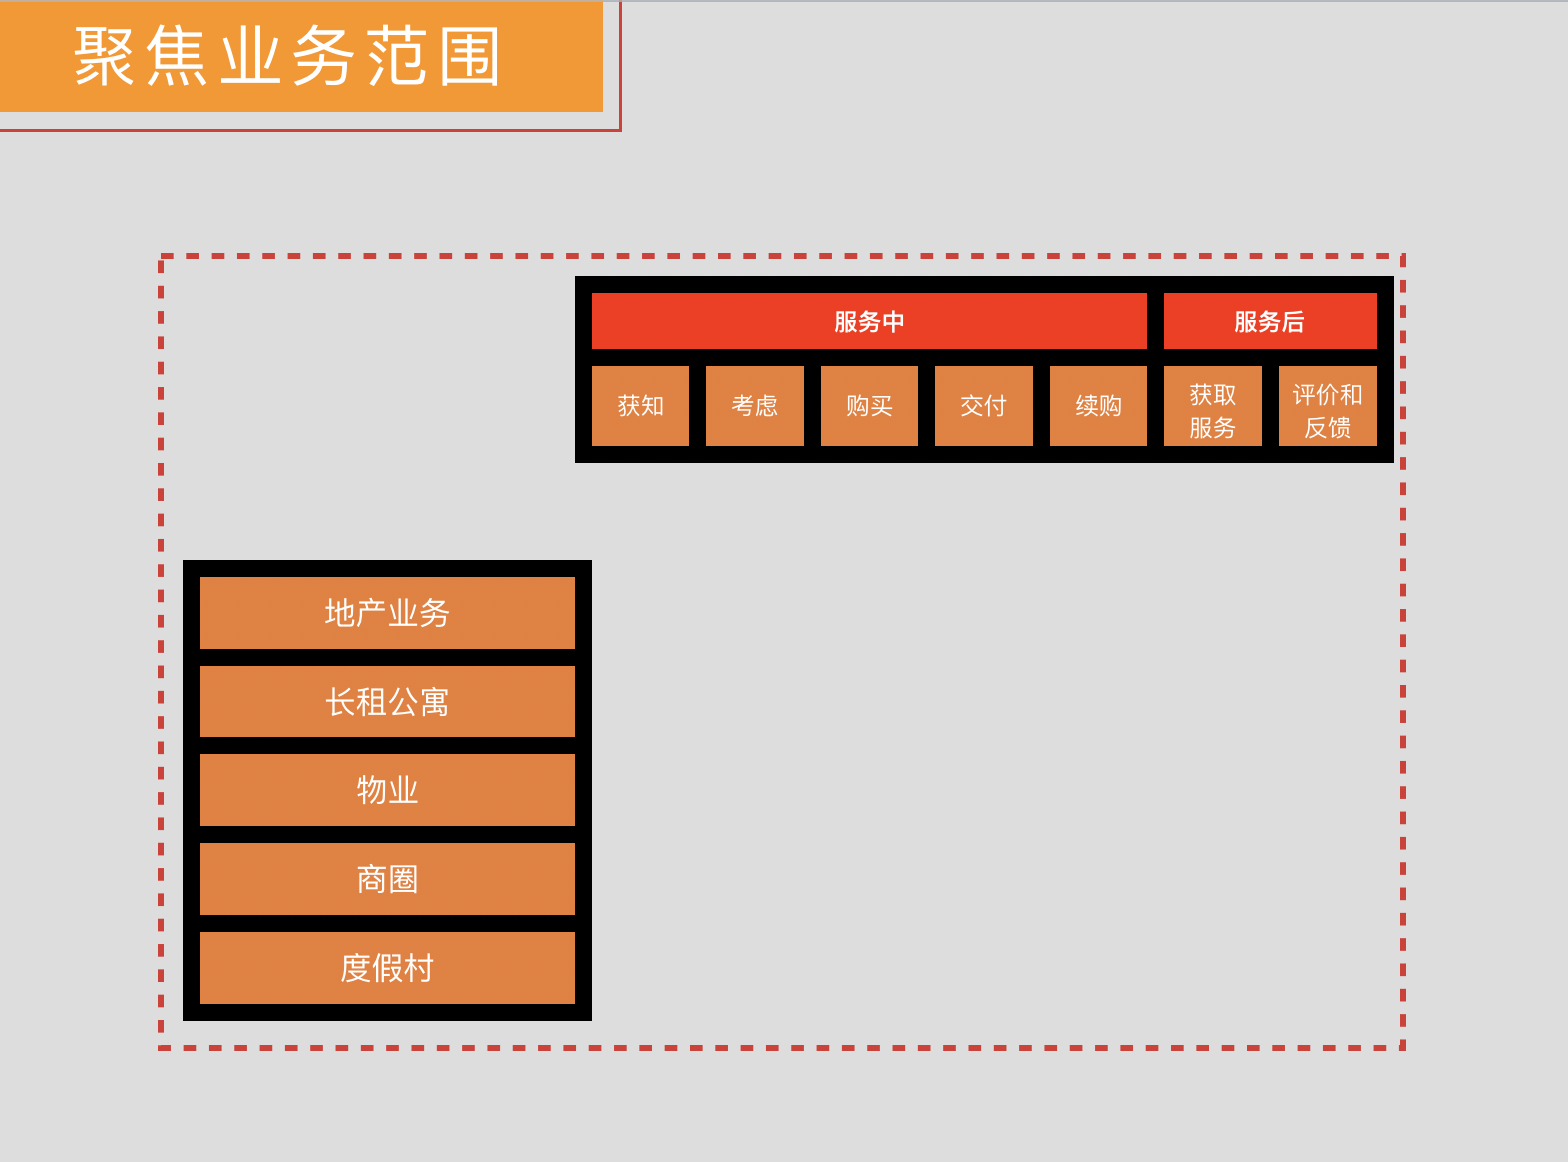 聚焦业务范围
服务中
服务后
获知
考虑
购买
交付
续购
获取
服务
评价和
反馈
地产业务
长租公寓
物业
商圈
度假村